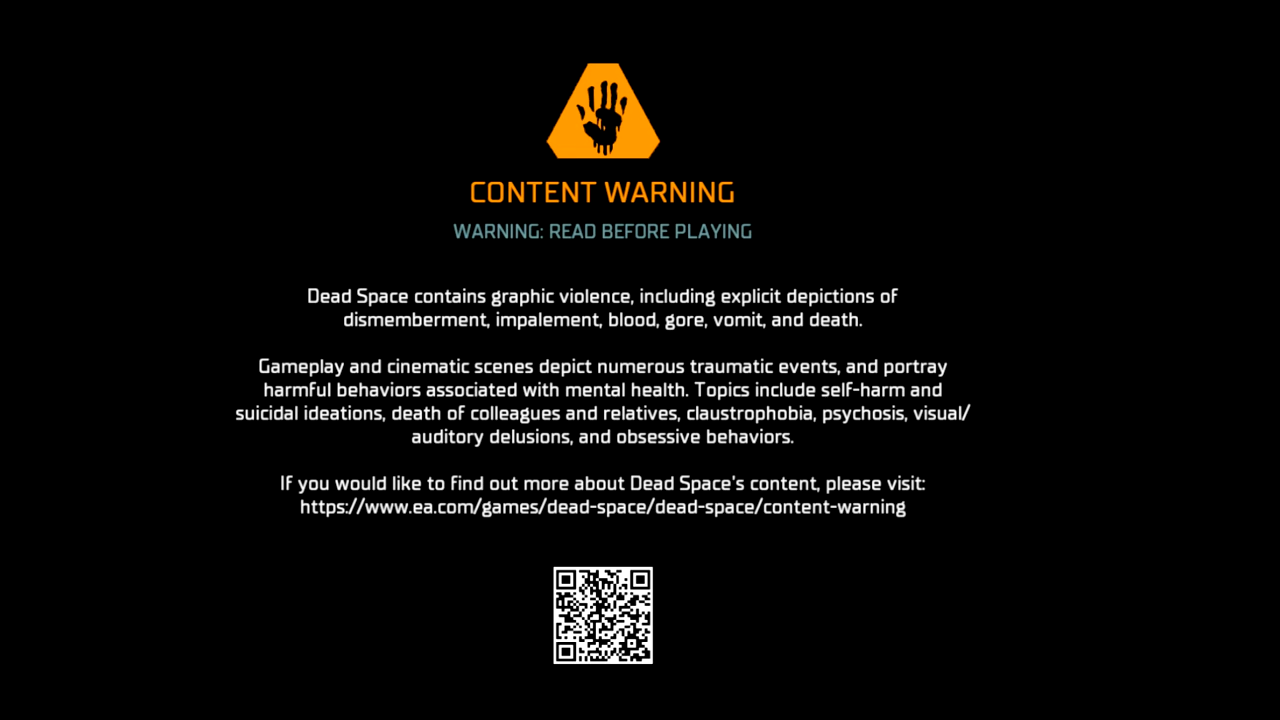 CONTENT WARNING
WARNING: READ BEFORE PLAYING
Dead Space contains graphic violence, including explicit depictions of
dismemberment, impalement, blood, gore, vomit, and death.
Gameplay and cinematic scenes depict numerous traumatic events, and portray
harmful behaviors associated with mental health. Topics include self-harm and
suicidal ideations, death of colleagues and relatives, claustrophobia, psychosis, visual/
auditory delusions, and obsessive behaviors.
If you would like to find out more about Dead Space's content, please visit:
https://www.ea.com/games/dead-space/dead-space/content-warning